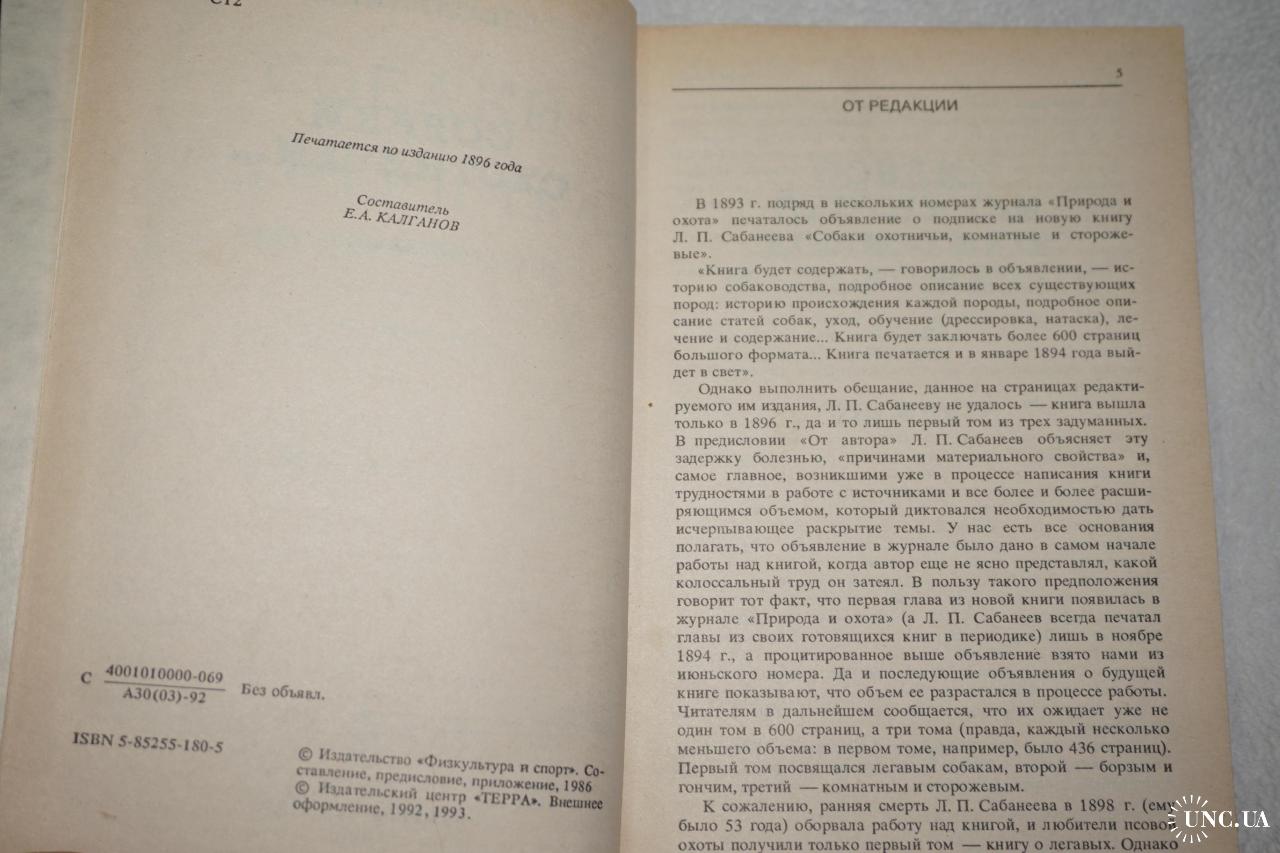 С12
Печатается по изданию 1896 года
Составитель
Е.А. КАЛГАНОВ
С 4001010000-069
А30(03)-92
Без объявл.
ISBN 5-85255-180-5
© Издательство «Физкультура и спорт». Со-
ставление, предисловие, приложение, 1986
© Издательский центр «ТЕРРА». Внешнее
оформление, 1992, 1993.
5
ОТ РЕДАКЦИИ
В 1893 г. подряд в нескольких номерах журнала «Природа и
охота» печаталось объявление о подписке на новую книгу
Л. П. Сабанеева «Собаки охотничьи, комнатные и стороже-
вые».
«Книга будет содержать, — говорилось в объявлении, — ис-
торию собаководства, подробное описание всех существующих
пород: историю происхождения каждой породы, подробное опи-
сание статей собак, уход, обучение (дрессировка, натаска), ле-
чение и содержание... Книга будет заключать более 600 страниц
большого формата... Книга печатается и в январе 1894 года вый-
дет в свет».
Однако выполнить обещание, данное на страницах редакти-
руемого им издания, Л. П. Сабанееву не удалось — книга вышла
только в 1896 г., да и то лишь первый том из трех задуманных.
В предисловии «От автора» Л. П. Сабанеев объясняет эту
задержку болезнью, «причинами материального свойства» и,
самое главное, возникшими уже в процессе написания книги
трудностями в работе с источниками и все более и более расши-
ряющимся объемом, который диктовался необходимостью дать
исчерпывающее раскрытие темы. У нас есть все основания
полагать, что объявление в журнале было дано в самом начале
работы над книгой, когда автор еще не ясно представлял, какой
колоссальный труд он затеял. В пользу такого предположения
говорит тот факт, что первая глава из новой книги появилась в
журнале «Природа и охота» (а Л. П. Сабанеев всегда печатал
главы из своих готовящихся книг в периодике) лишь в ноябре
1894 г., а процитированное выше объявление взято нами из
июньского номера. Да и последующие объявления о будущей
книге показывают, что объем ее разрастался в процессе работы.
Читателям в дальнейшем сообщается, что их ожидает уже не
один том в 600 страниц, а три тома (правда, каждый несколько
меньшего объема: в первом томе, например, было 436 страниц).
Первый том посвящался легавым собакам, второй — борзым и
гончим, третий — комнатным и сторожевым.
К сожалению, ранняя смерть Л. П. Сабанеева в 1898 г. (ему
было 53 года) оборвала работу над книгой, и любители псовой
охоты получили только первый том — книгу о легавых. Однако
UNC.UA